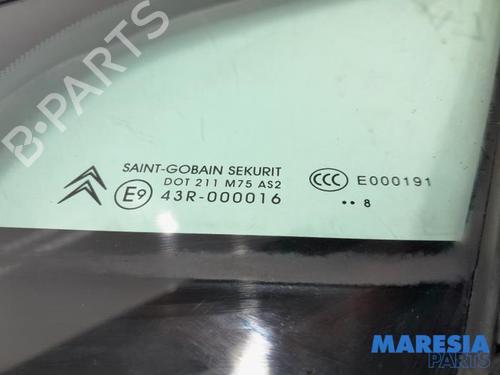 B-PARTS
SAINT-GOBAIN SEKURIT
DOT 211 M75 AS2
E9 43R-000016
CCC E000191
•• 8
MARESIA
PARTS